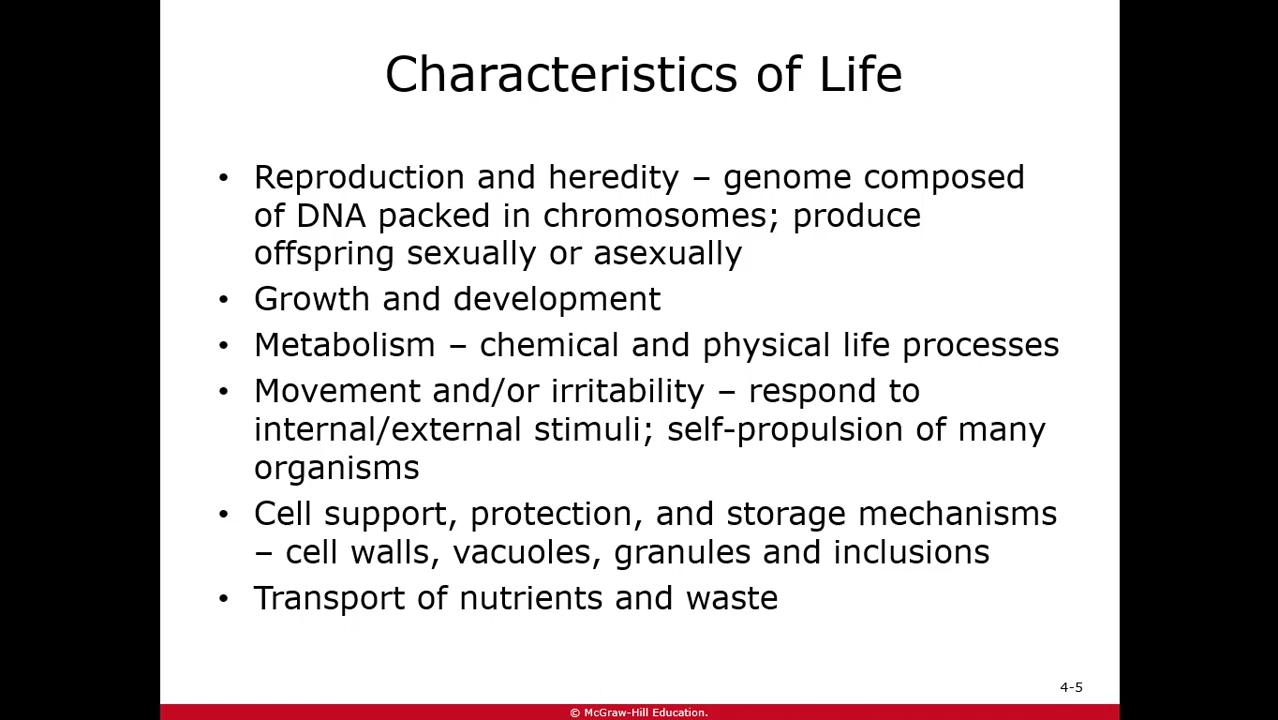 Characteristics of Life
• Reproduction and heredity – genome composed
of DNA packed in chromosomes; produce
offspring sexually or asexually
• Growth and development
• Metabolism – chemical and physical life processes
• Movement and/or irritability – respond to
internal/external stimuli; self-propulsion of many
organisms
• Cell support, protection, and storage mechanisms
– cell walls, vacuoles, granules and inclusions
• Transport of nutrients and waste
4-5
© McGraw-Hill Education.